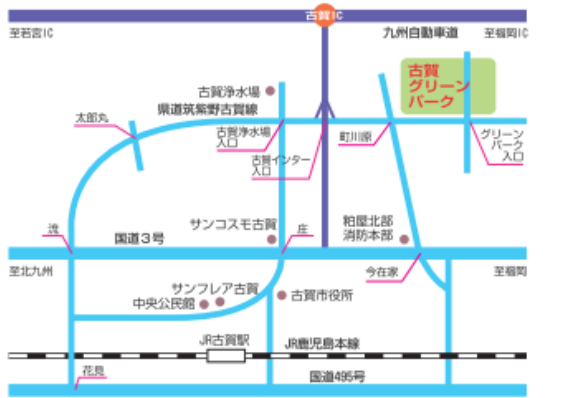 古賀IC
至若宮IC
九州自動車道
至福岡IC
古賀
グリーン
パーク
古賀浄水場
県道筑紫野古賀線
太郎丸
古賀浄水場
入口
町川原
グリーン
パーク
入口
古賀インター
入口
サンコスモ古賀
庄
粕屋北部
消防本部
流
国道3号
至北九州
今在家
至福岡
サンフレア古賀
中央公民館
古賀市役所
JR古賀駅
JR鹿児島本線
花見
国道495号